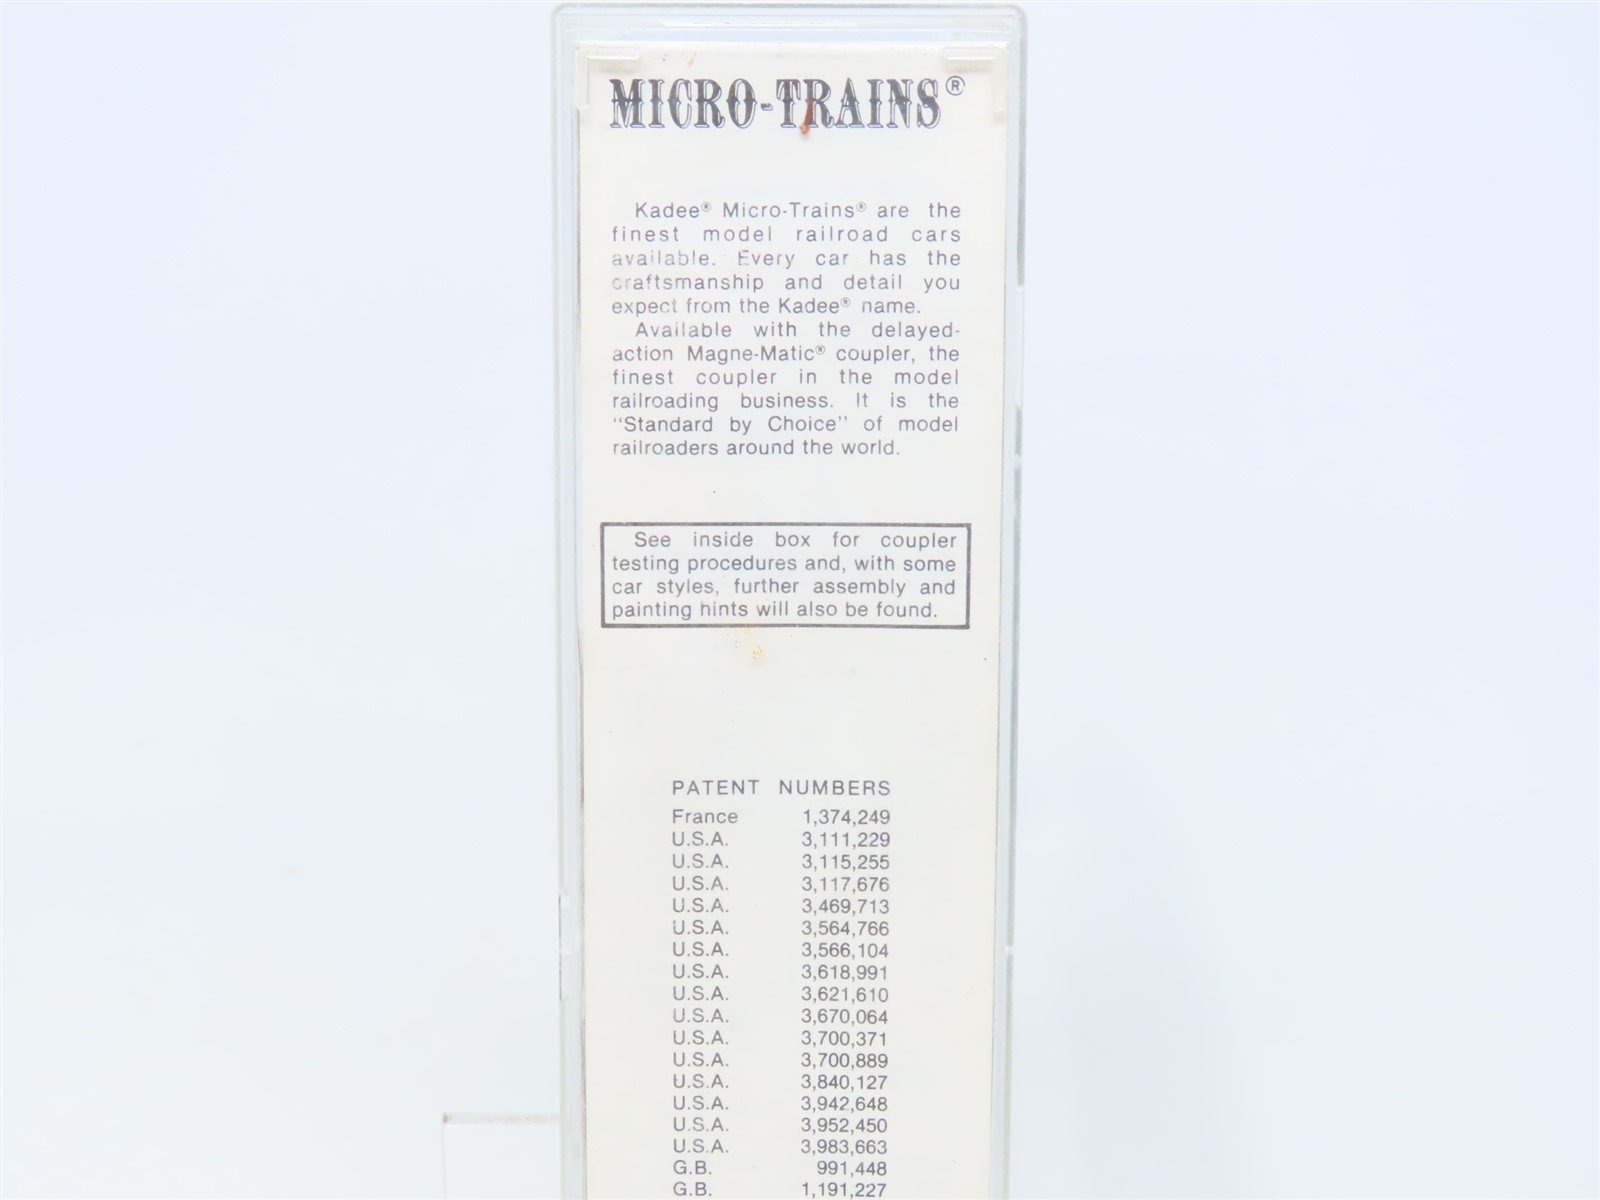 MICRO-TRAINS®
Kadee® Micro-Trains® are the
finest model railroad cars
available. Every car has the
craftsmanship and detail you
expect from the Kadee® name.
Available with the delayed-
action Magne-Matic® coupler, the
finest coupler in the model
railroading business. It is the
“Standard by Choice” of model
railroaders around the world.
See inside box for coupler
testing procedures and, with some
car styles, further assembly and
painting hints will also be found.
PATENT NUMBERS
France 1,374,249
U.S.A. 3,111,229
U.S.A. 3,115,255
U.S.A. 3,117,676
U.S.A. 3,469,713
U.S.A. 3,564,766
U.S.A. 3,566,104
U.S.A. 3,618,991
U.S.A. 3,621,610
U.S.A. 3,670,064
U.S.A. 3,700,371
U.S.A. 3,700,889
U.S.A. 3,840,127
U.S.A. 3,942,648
U.S.A. 3,952,450
U.S.A. 3,983,663
G.B. 991,448
G.B. 1,191,227